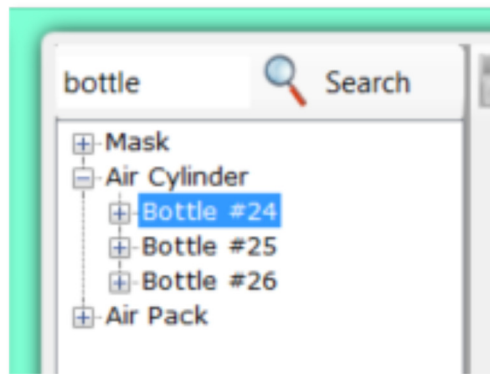 bottle
Search
Mask
Air Cylinder
Bottle #24
Bottle #25
Bottle #26
Air Pack